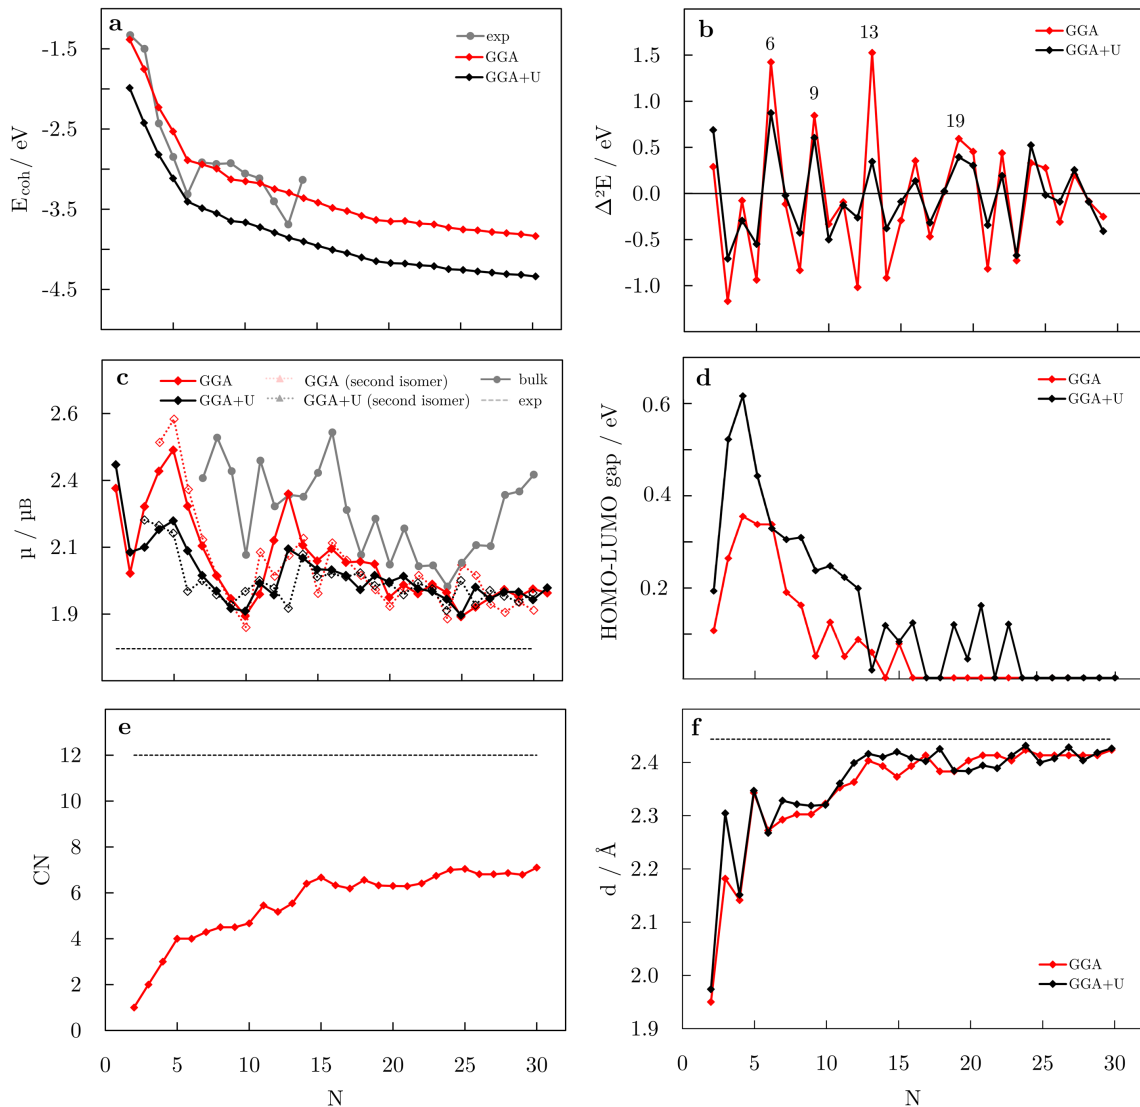 a
exp
GGA
GGA+U
-1.5
-2.5
-3.5
-4.5
E_coh / eV
b
GGA
GGA+U
6
9
13
19
1.5
1.0
0.5
0.0
-0.5
-1.0
Δ²E / eV
c
GGA
GGA (second isomer)
bulk
GGA+U
GGA+U (second isomer)
exp
2.6
2.4
2.1
1.9
µ / µB
d
GGA
GGA+U
0.6
0.4
0.2
HOMO-LUMO gap / eV
e
12
10
8
6
4
2
0
CN
0 5 10 15 20 25 30
N
f
2.4
2.3
2.2
2.1
2.0
1.9
d / Å
GGA
GGA+U
0 5 10 15 20 25 30
N